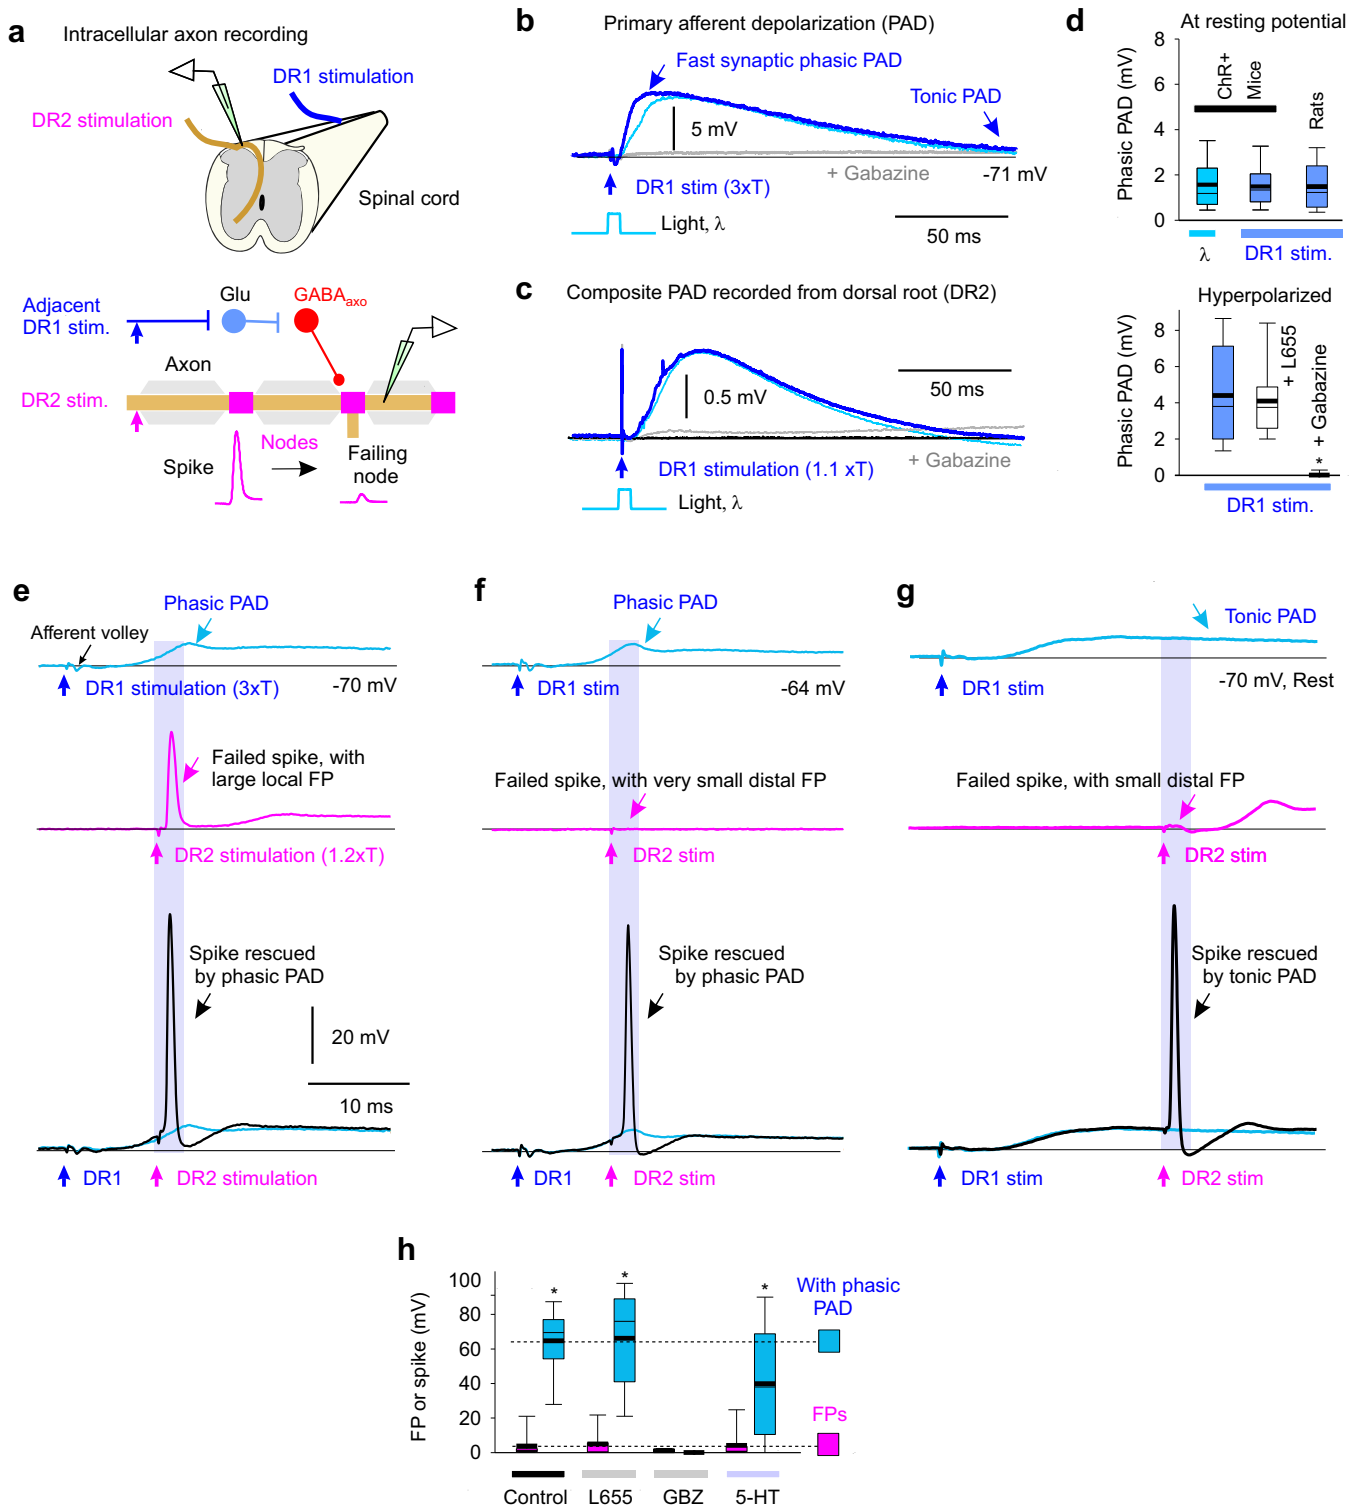 a
Intracellular axon recording
DR1 stimulation
DR2 stimulation
Spinal cord
Adjacent
DR1 stim.
Glu
GABAaxo
Axon
DR2 stim.
Nodes
Spike
Failing
node
b
Primary afferent depolarization (PAD)
Fast synaptic phasic PAD
Tonic PAD
5 mV
+ Gabazine
-71 mV
DR1 stim (3xT)
Light, λ
50 ms
c
Composite PAD recorded from dorsal root (DR2)
50 ms
0.5 mV
+ Gabazine
DR1 stimulation (1.1 xT)
Light, λ
d
At resting potential
Phasic PAD (mV)
8
6
4
2
0
ChR+
Mice
Rats
λ
DR1 stim.
Hyperpolarized
Phasic PAD (mV)
8
6
4
2
0
+ L655
* + Gabazine
DR1 stim.
e
Phasic PAD
Afferent volley
DR1 stimulation (3xT)
-70 mV
Failed spike, with
large local FP
DR2 stimulation (1.2xT)
Spike rescued
by phasic PAD
20 mV
10 ms
DR1
DR2 stimulation
f
Phasic PAD
DR1 stim
-64 mV
Failed spike, with very small distal FP
DR2 stim
Spike rescued
by phasic PAD
DR1
DR2 stim
g
Tonic PAD
DR1 stim
-70 mV, Rest
Failed spike, with small distal FP
DR2 stim
Spike rescued
by tonic PAD
DR1 stim
DR2 stim
h
FP or spike (mV)
100
80
60
40
20
0
*
*
*
With phasic
PAD
FPs
Control
L655
GBZ
5-HT